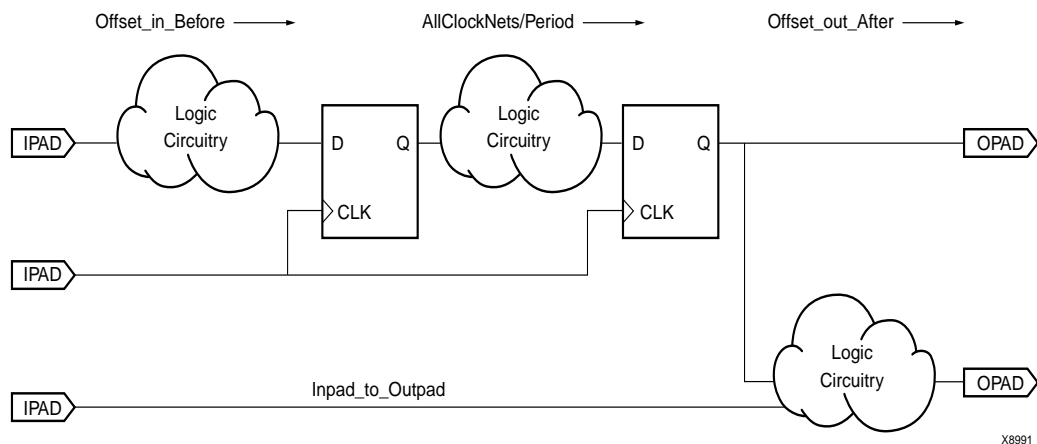 Offset_in_Before
AllClockNets/Period
Offset_out_After
IPAD
Logic
Circuitry
D
Q
CLK
Logic
Circuitry
D
Q
CLK
OPAD
IPAD
IPAD
Inpad_to_Outpad
Logic
Circuitry
OPAD
X8991